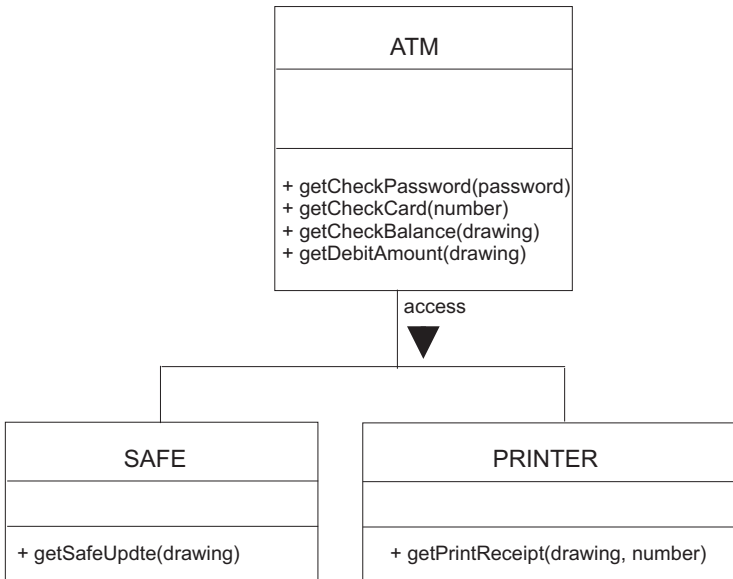 ATM
+ getCheckPassword(password)
+ getCheckCard(number)
+ getCheckBalance(drawing)
+ getDebitAmount(drawing)
access
SAFE
+ getSafeUpdte(drawing)
PRINTER
+ getPrintReceipt(drawing, number)